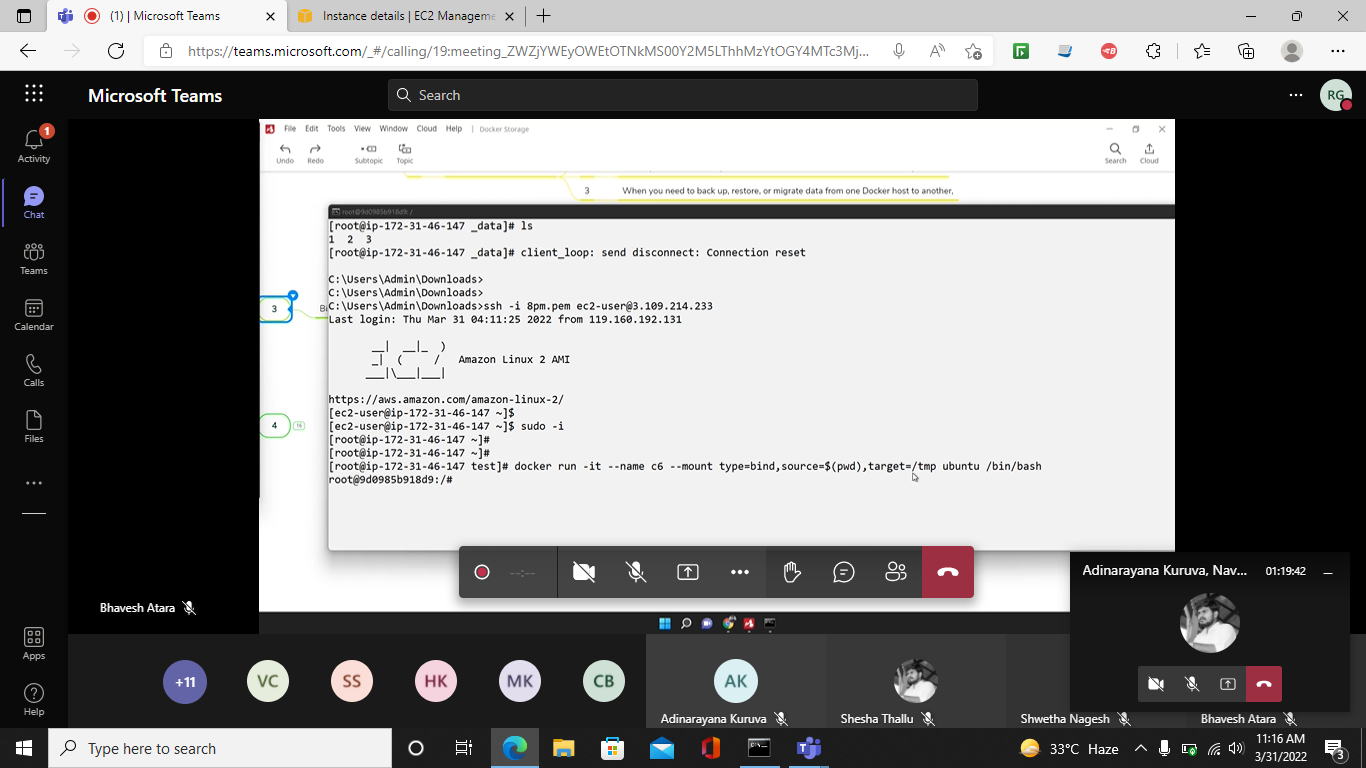 (1) | Microsoft Teams
Instance details | EC2 Manageme
https://teams.microsoft.com/_#/calling/19:meeting_ZWZjYWEyOWEtOTNkMS00Y2M5LThhMzYtOGY4MTc3Mj...
Microsoft Teams
Search
RG
1
Activity
Chat
Teams
Calendar
Calls
Files
Apps
Help
File Edit Tools View Window Cloud Help | Docker Storage
Undo Redo Subtopic Topic Search Cloud
3 When you need to back up, restore, or migrate data from one Docker host to another,
root@9d0985b918d9: /
[root@ip-172-31-46-147 _data]# ls
1 2 3
[root@ip-172-31-46-147 _data]# client_loop: send disconnect: Connection reset
C:\Users\Admin\Downloads>
C:\Users\Admin\Downloads>
C:\Users\Admin\Downloads>ssh -i 8pm.pem ec2-user@3.109.214.233
Last login: Thu Mar 31 04:11:25 2022 from 119.160.192.131
Amazon Linux 2 AMI
https://aws.amazon.com/amazon-linux-2/
[ec2-user@ip-172-31-46-147 ~]$
[ec2-user@ip-172-31-46-147 ~]$ sudo -i
[root@ip-172-31-46-147 ~]#
[root@ip-172-31-46-147 ~]#
[root@ip-172-31-46-147 test]# docker run -it --name c6 --mount type=bind,source=$(pwd),target=/tmp ubuntu /bin/bash
root@9d0985b918d9:/#
3
4
16
--:--
Bhavesh Atara
Adinarayana Kuruva, Nav... 01:19:42
+11 VC SS HK MK CB AK
Adinarayana Kuruva
Shesha Thallu
Shwetha Nagesh
Bhavesh Atara
Type here to search
33°C Haze
11:16 AM
3/31/2022
3